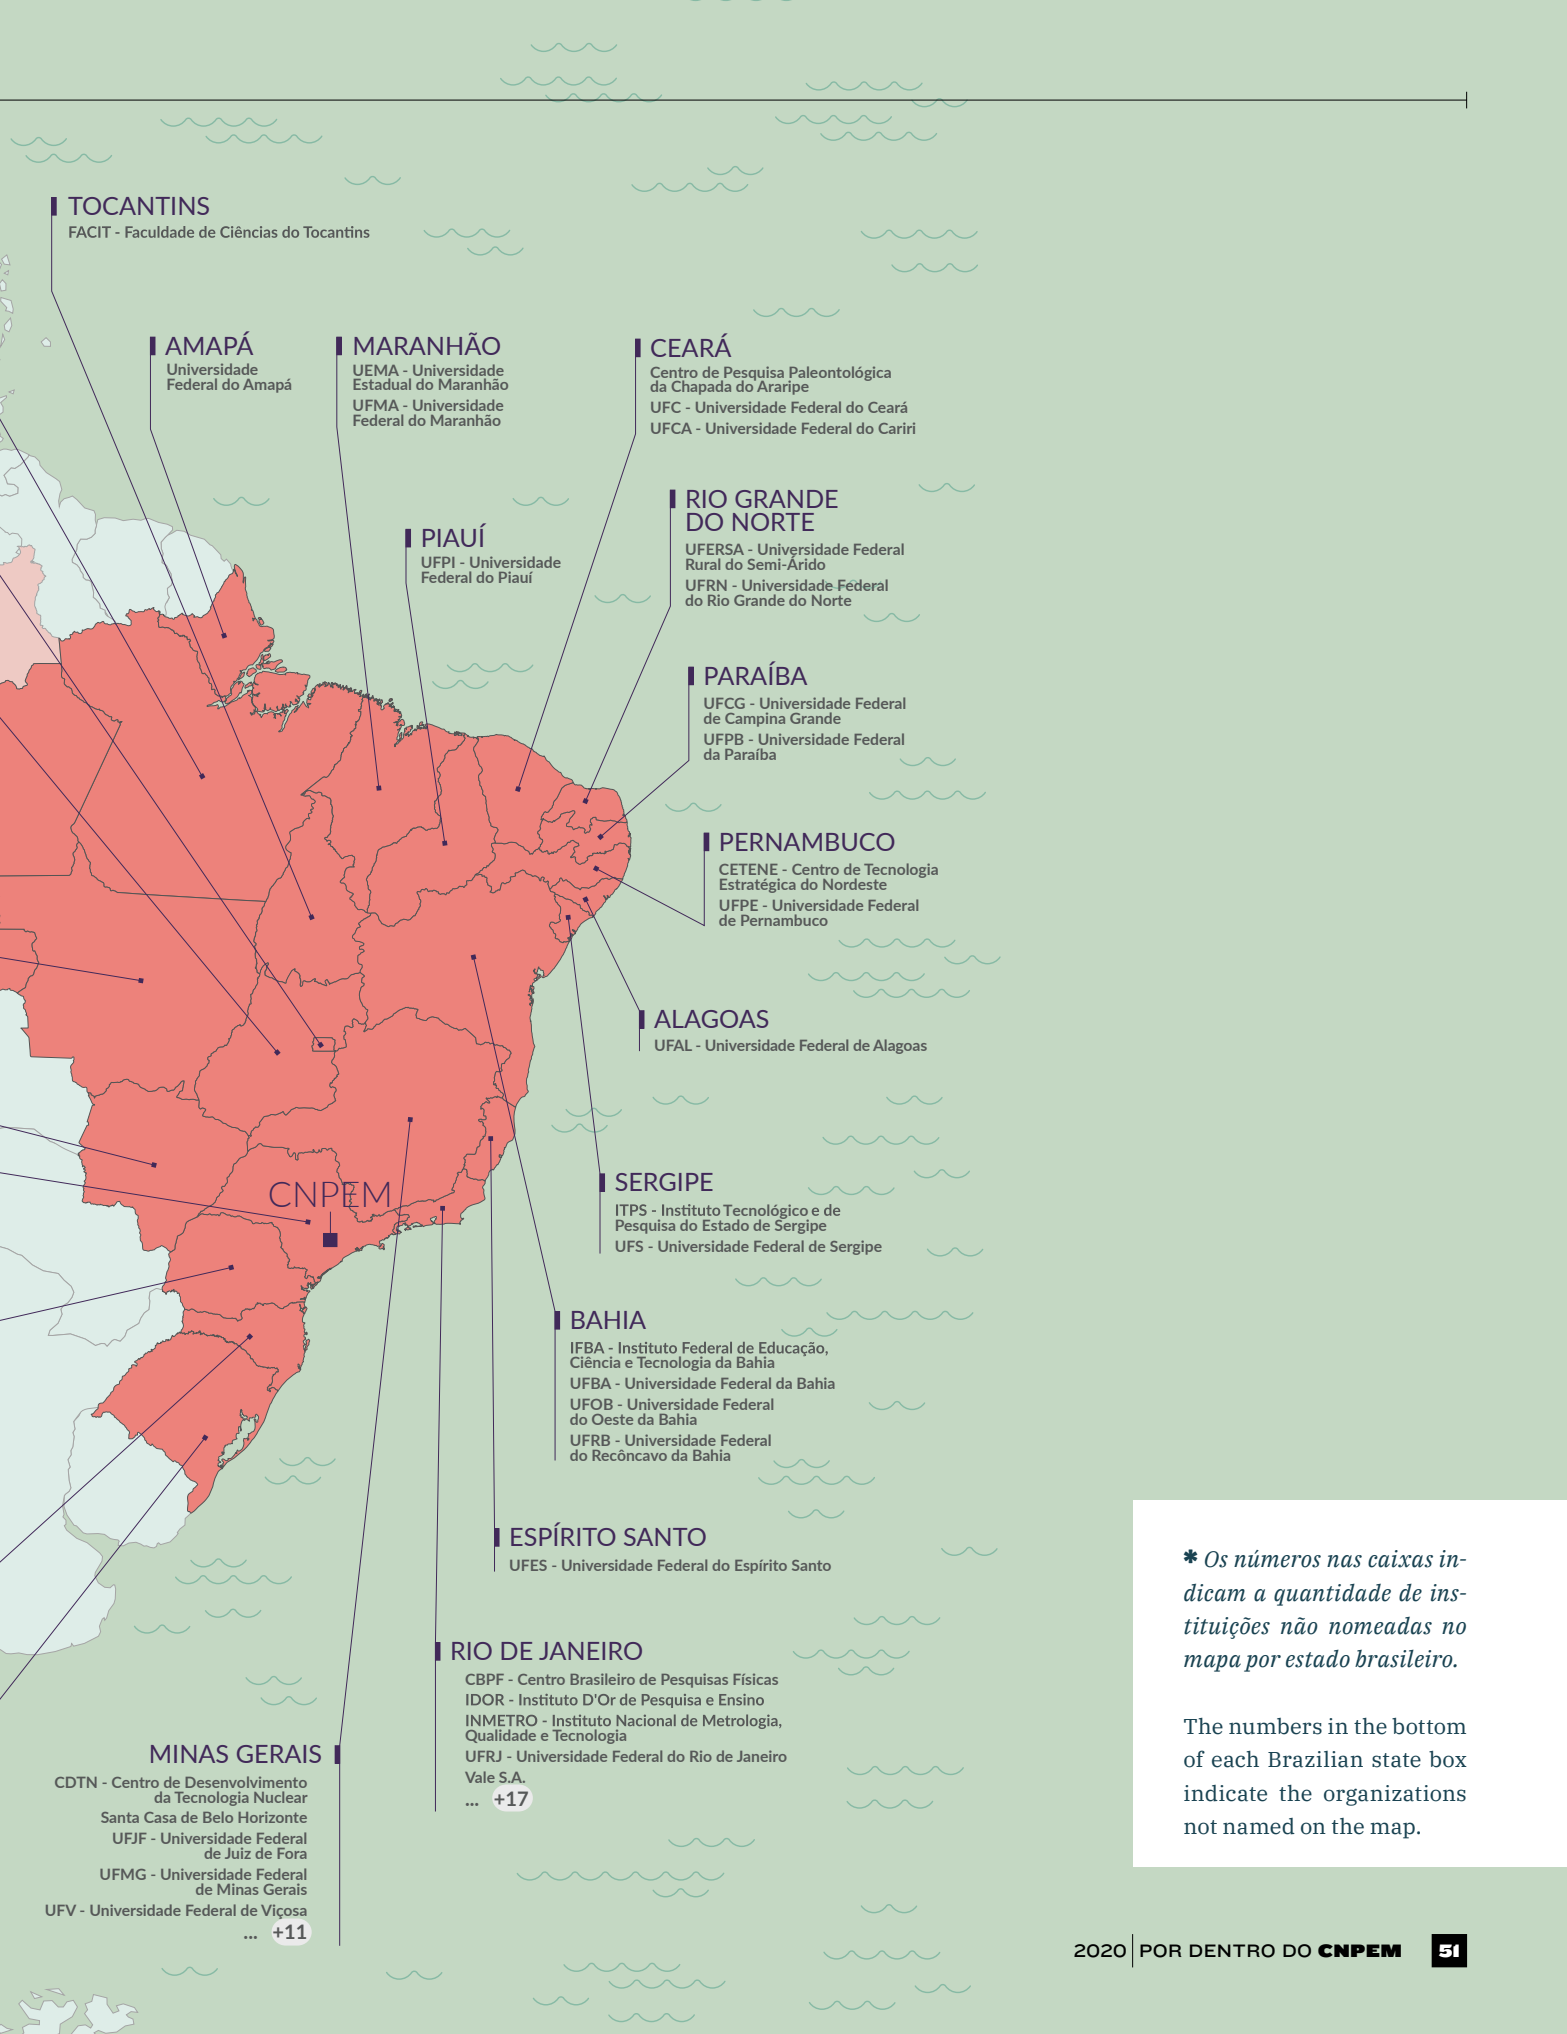 TOCANTINS
FACIT - Faculdade de Ciências do Tocantins
AMAPÁ
Universidade
Federal do Amapá
MARANHÃO
UEMA - Universidade
Estadual do Maranhão
UFMA - Universidade
Federal do Maranhão
CEARÁ
Centro de Pesquisa Paleontológica
da Chapada do Araripe
UFC - Universidade Federal do Ceará
UFCA - Universidade Federal do Cariri
PIAUÍ
UFPI - Universidade
Federal do Piauí
RIO GRANDE
DO NORTE
UFERSA - Universidade Federal
Rural do Semi-Árido
UFRN - Universidade Federal
do Rio Grande do Norte
PARAÍBA
UFCG - Universidade Federal
de Campina Grande
UFPB - Universidade Federal
da Paraíba
PERNAMBUCO
CETENE - Centro de Tecnologia
Estratégica do Nordeste
UFPE - Universidade Federal
de Pernambuco
ALAGOAS
UFAL - Universidade Federal de Alagoas
CNPEM
SERGIPE
ITPS - Instituto Tecnológico e de
Pesquisa do Estado de Sergipe
UFS - Universidade Federal de Sergipe
BAHIA
IFBA - Instituto Federal de Educação,
Ciência e Tecnologia da Bahia
UFBA - Universidade Federal da Bahia
UFOB - Universidade Federal
do Oeste da Bahia
UFRB - Universidade Federal
do Recôncavo da Bahia
ESPÍRITO SANTO
UFES - Universidade Federal do Espírito Santo
RIO DE JANEIRO
CBPF - Centro Brasileiro de Pesquisas Físicas
IDOR - Instituto D'Or de Pesquisa e Ensino
INMETRO - Instituto Nacional de Metrologia,
Qualidade e Tecnologia
UFRJ - Universidade Federal do Rio de Janeiro
Vale S.A.
... +17
MINAS GERAIS
CDTN - Centro de Desenvolvimento
da Tecnologia Nuclear
Santa Casa de Belo Horizonte
UFJF - Universidade Federal
de Juiz de Fora
UFMG - Universidade Federal
de Minas Gerais
UFV - Universidade Federal de Viçosa
... +11
✱ Os números nas caixas in-
dicam a quantidade de ins-
tituições não nomeadas no
mapa por estado brasileiro.
The numbers in the bottom
of each Brazilian state box
indicate the organizations
not named on the map.
2020 | POR DENTRO DO CNPEM 51